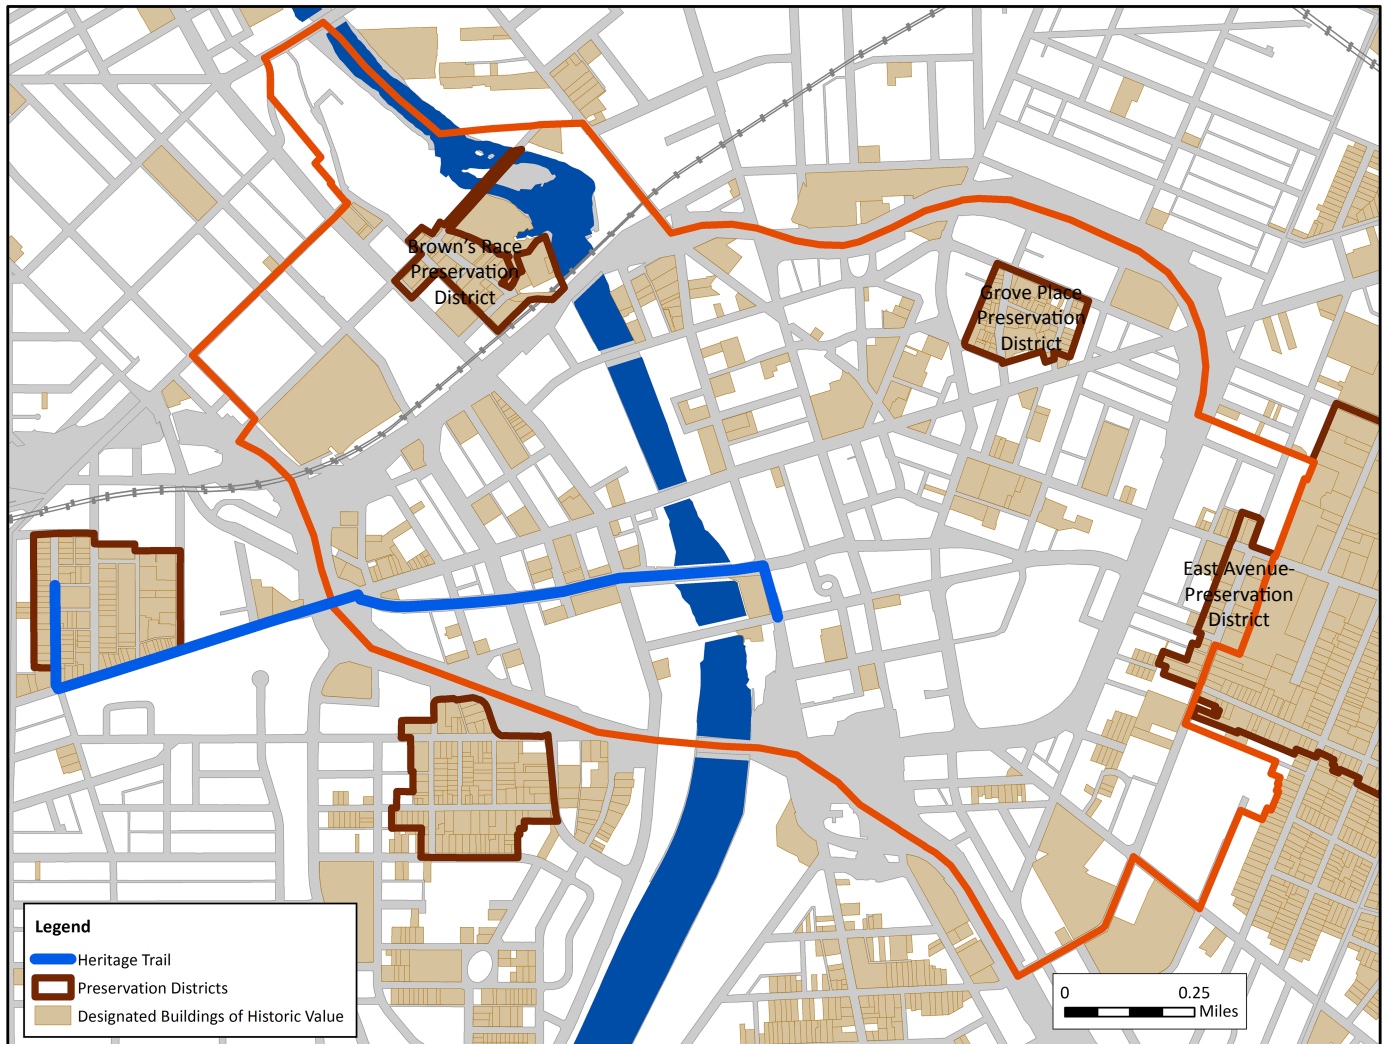 Brown's Race
Preservation
District
Grove Place
Preservation
District
East Avenue-
Preservation
District
Legend
Heritage Trail
Preservation Districts
Designated Buildings of Historic Value
0 0.25
Miles